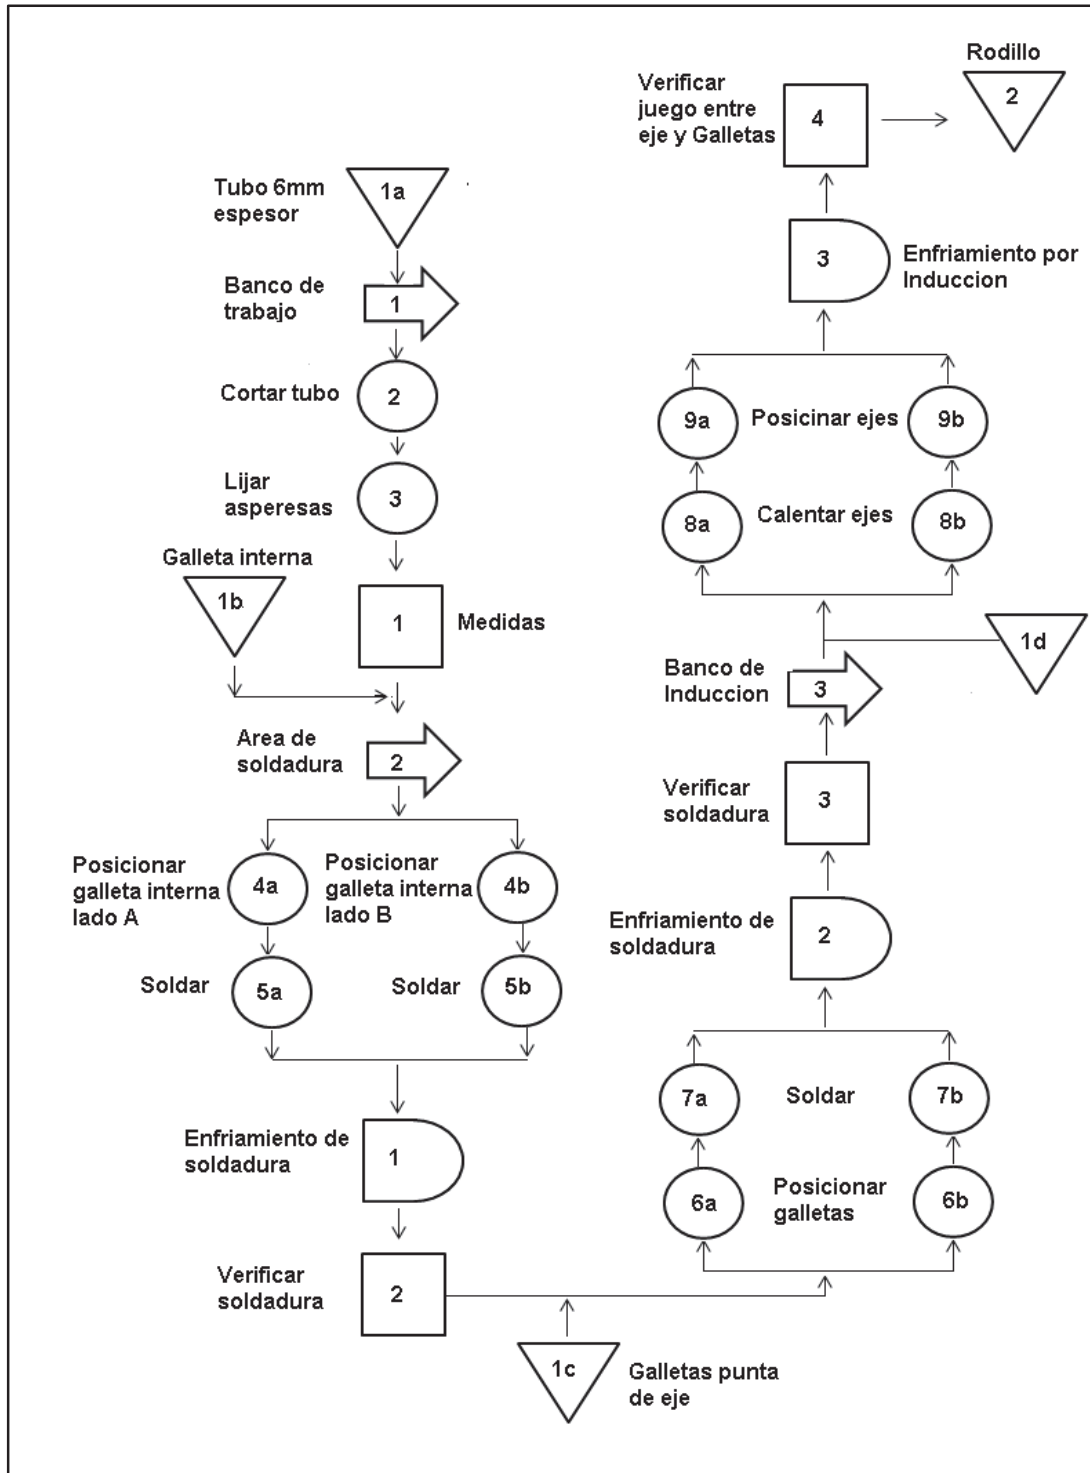 Tubo 6mm
espesor
1a
Banco de
trabajo
1
Cortar tubo
2
Lijar
asperesas
3
Galleta interna
1b
1
Medidas
Area de
soldadura
2
Posicionar
galleta interna
lado A
4a
Posicionar
galleta interna
lado B
4b
Soldar
5a
Soldar
5b
Enfriamiento de
soldadura
1
Verificar
soldadura
2
1c
Galletas punta
de eje
6a
Posicionar
galletas
6b
7a
Soldar
7b
Enfriamiento de
soldadura
2
Verificar
soldadura
3
Banco de
Induccion
3
1d
8a
Calentar ejes
8b
9a
Posicinar ejes
9b
3
Enfriamiento por
Induccion
Verificar
juego entre
eje y Galletas
4
Rodillo
2